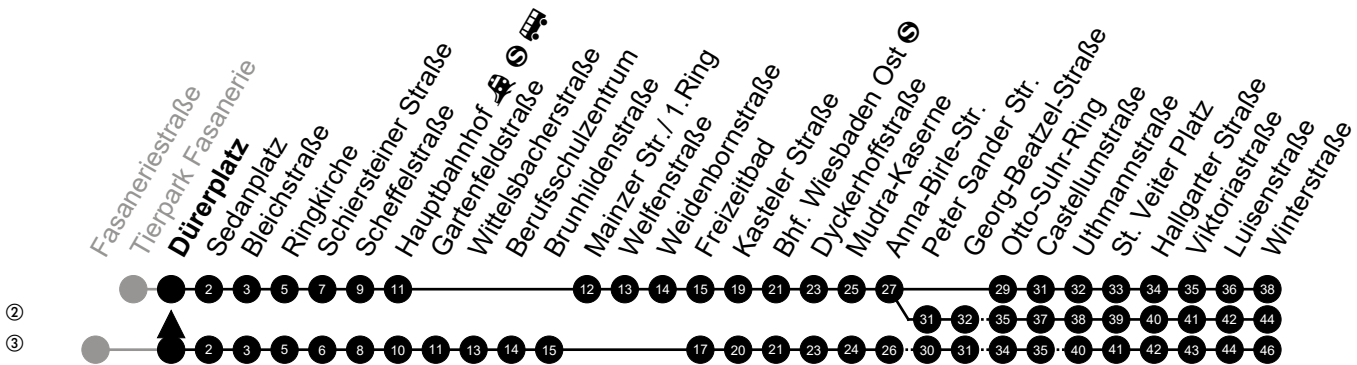 Fasaneriestraße
Tierpark Fasanerie
Dürerplatz
Sedanplatz
Bleichstraße
Ringkirche
Schiersteiner Straße
Scheffelstraße
Hauptbahnhof S
Gartenfeldstraße
Wittelsbacherstraße
Berufsschulzentrum
Brunhildenstraße
Mainzer Str./ 1.Ring
Welfenstraße
Weidenbornstraße
Freizeitbad
Kasteler Straße
Bhf. Wiesbaden Ost S
Dyckerhoffstraße
Mudra-Kaserne
Anna-Birle-Str.
Peter Sander Str.
Georg-Beatzel-Straße
Otto-Suhr-Ring
Castellumstraße
Uthmannstraße
St. Veiter Platz
Hallgarter Straße
Viktoriastraße
Luisenstraße
Winterstraße
2 3 5 7 9 11 12 13 14 15 19 21 23 25 27 29 31 32 33 34 35 36 38
② 31 32 35 37 38 39 40 41 42 44
③ 2 3 5 6 8 10 11 13 14 15 17 20 21 23 24 26 30 31 34 35 40 41 42 43 44 46